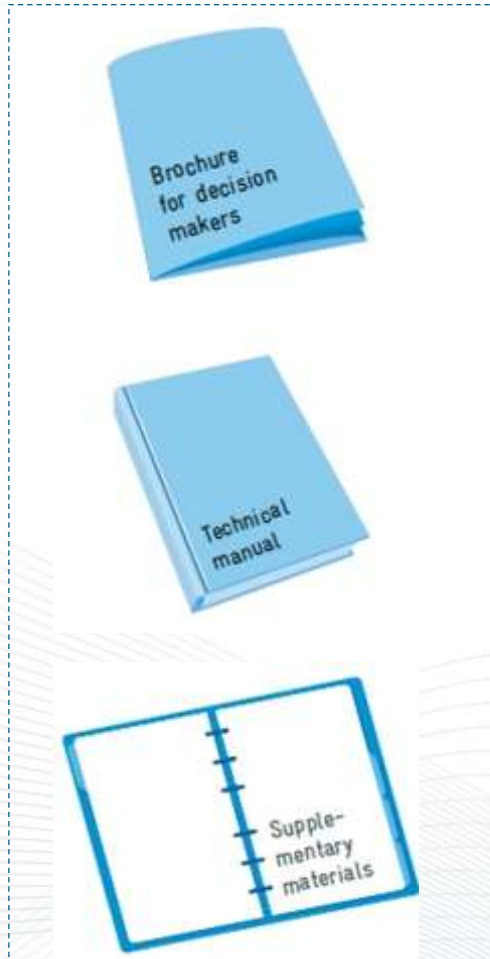 Brochure
for decision
makers
Technical
manual
Supple-
mentary
materials